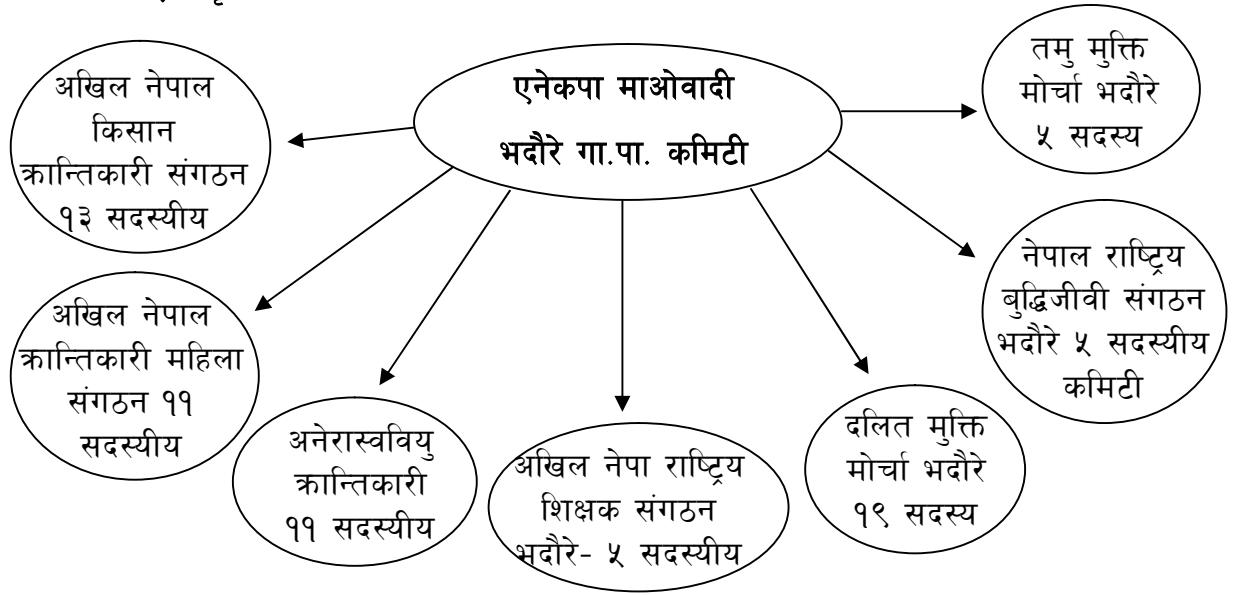 एनेकपा माओवादी
भदौरे गा.पा. कमिटी
अखिल नेपाल
किसान
क्रान्तिकारी संगठन
१३ सदस्यीय
अखिल नेपाल
क्रान्तिकारी महिला
संगठन ११
सदस्यीय
अनेरास्ववियु
क्रान्तिकारी
११ सदस्यीय
अखिल नेपा राष्ट्रिय
शिक्षक संगठन
भदौरे- ५ सदस्यीय
दलित मुक्ति
मोर्चा भदौरे
१९ सदस्य
नेपाल राष्ट्रिय
बुद्धिजीवी संगठन
भदौरे ५ सदस्यीय
कमिटी
तमु मुक्ति
मोर्चा भदौरे
५ सदस्य